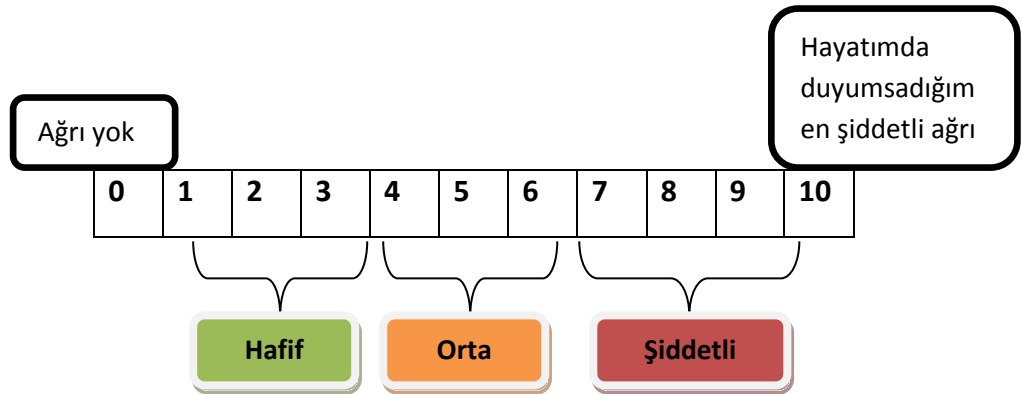 Hayatımda
duyumsadığım
en şiddetli ağrı
Ağrı yok
0 1 2 3 4 5 6 7 8 9 10
Hafif Orta Şiddetli